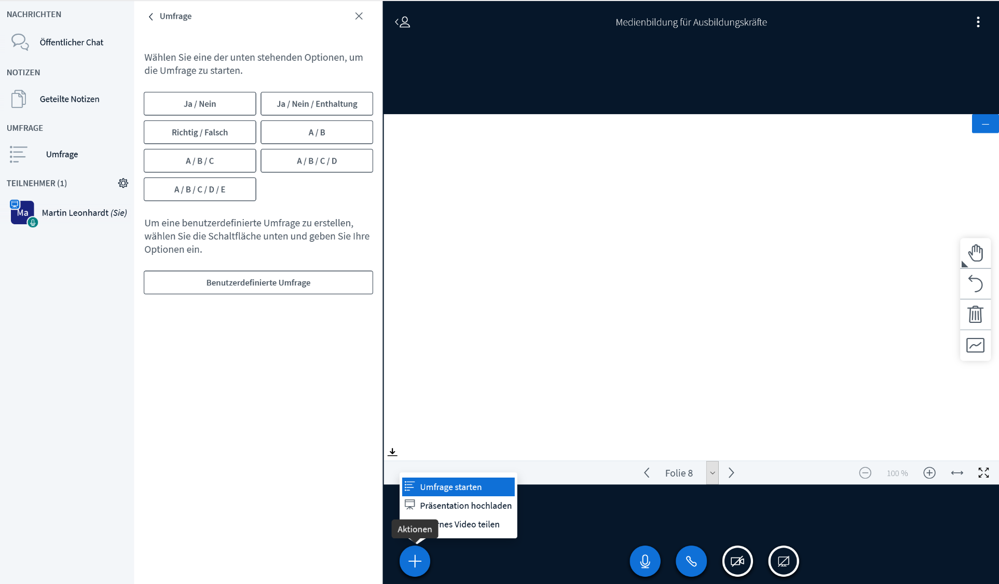 NACHRICHTEN
Öffentlicher Chat
NOTIZEN
Geteilte Notizen
UMFRAGE
Umfrage
TEILNEHMER (1)
Ma
Martin Leonhardt (Sie)
Umfrage
Wählen Sie eine der unten stehenden Optionen, um
die Umfrage zu starten.
Ja / Nein
Ja / Nein / Enthaltung
Richtig / Falsch
A / B
A / B / C
A / B / C / D
A / B / C / D / E
Um eine benutzerdefinierte Umfrage zu erstellen,
wählen Sie die Schaltfläche unten und geben Sie Ihre
Optionen ein.
Benutzerdefinierte Umfrage
Medienbildung für Ausbildungskräfte
Folie 8
100 %
Umfrage starten
Präsentation hochladen
Video teilen
Aktionen